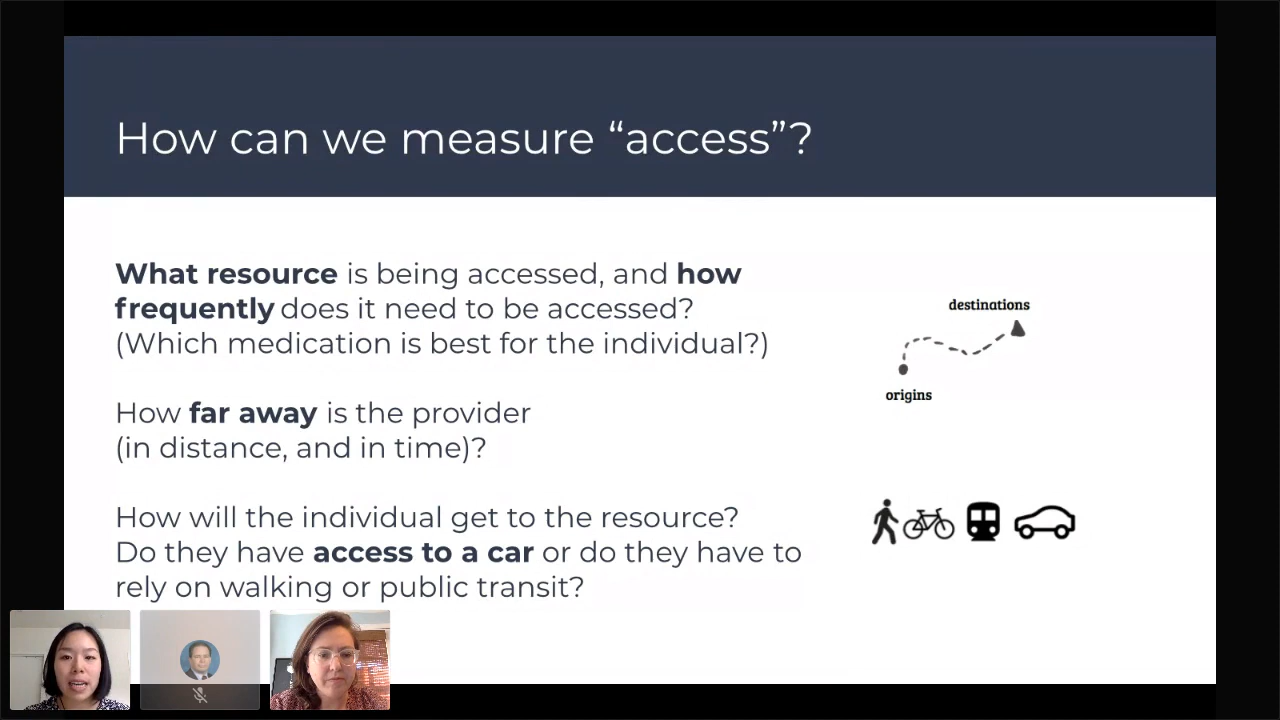 How can we measure “access”?
What resource is being accessed, and how
frequently does it need to be accessed?
(Which medication is best for the individual?)
How far away is the provider
(in distance, and in time)?
How will the individual get to the resource?
Do they have access to a car or do they have to
rely on walking or public transit?
destinations
origins